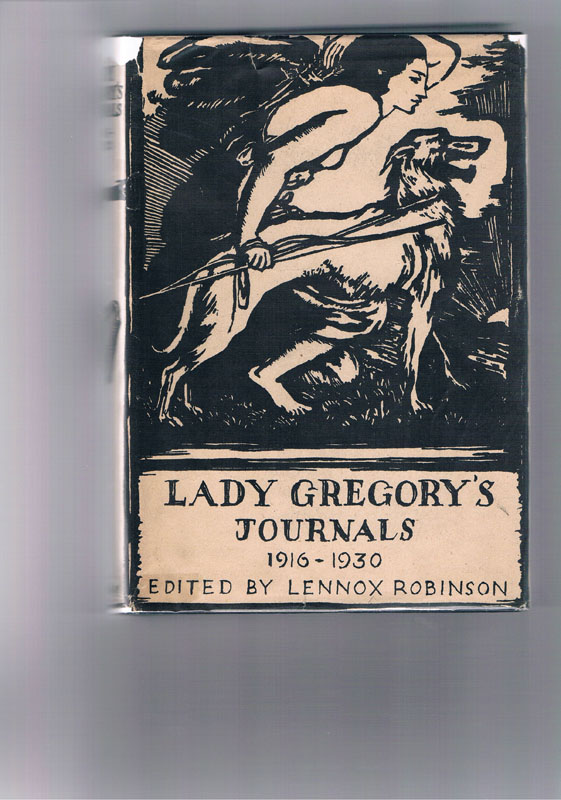 LADY GREGORY'S
JOURNALS
1916-1930
EDITED BY LENNOX ROBINSON